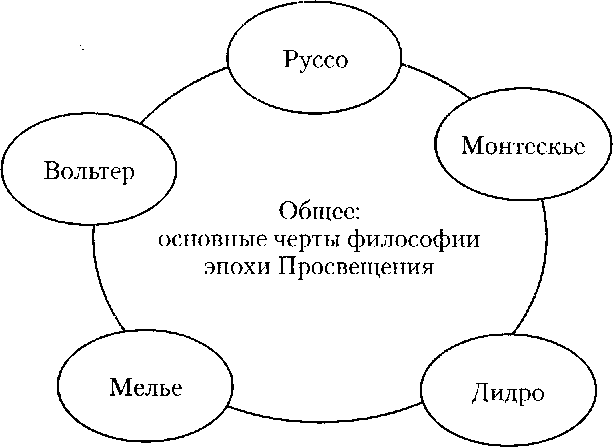 Руссо
Монтескье
Вольтер
Общее:
основные черты философии
эпохи Просвещения
Мелье
Дидро